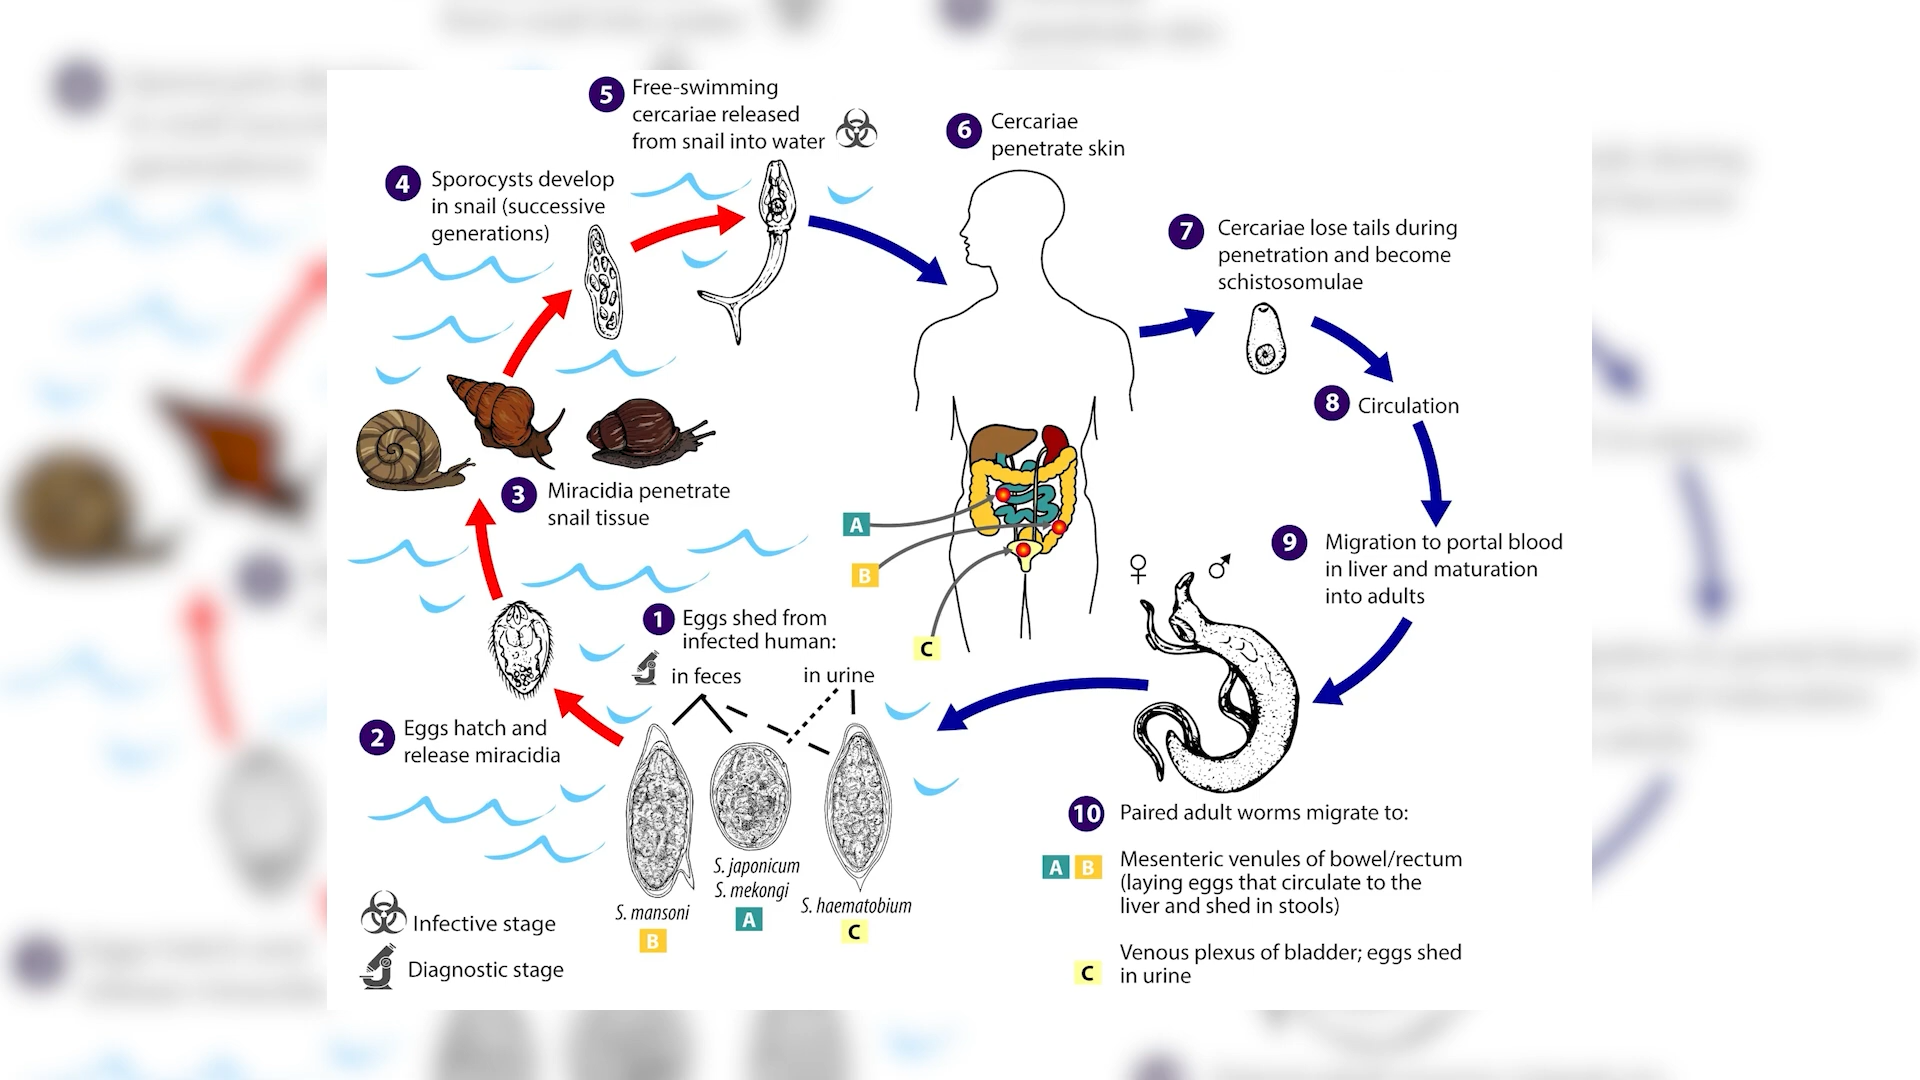 5
Free-swimming
cercariae released
from snail into water
6
Cercariae
penetrate skin
4
Sporocysts develop
in snail (successive
generations)
7
Cercariae lose tails during
penetration and become
schistosomulae
8
Circulation
3
Miracidia penetrate
snail tissue
A
B
C
9
Migration to portal blood
in liver and maturation
into adults
♀ ♂
1
Eggs shed from
infected human:
in feces
in urine
2
Eggs hatch and
release miracidia
S. mansoni
B
S. japonicum
S. mekongi
A
S. haematobium
C
10
Paired adult worms migrate to:
A B
Mesenteric venules of bowel/rectum
(laying eggs that circulate to the
liver and shed in stools)
C
Venous plexus of bladder; eggs shed
in urine
Infective stage
Diagnostic stage